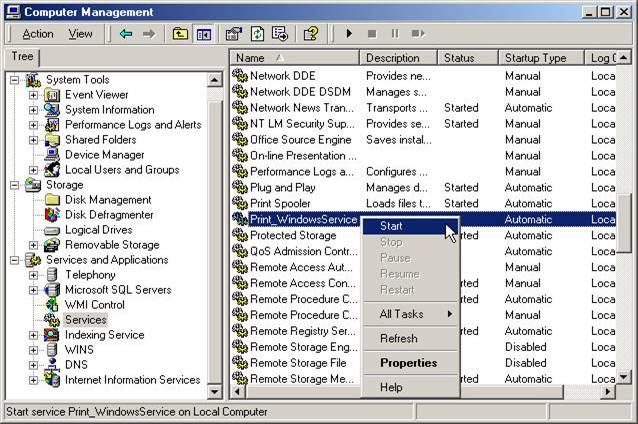 Computer Management
Action View
Tree
Name Description Status Startup Type Log O
System Tools
Event Viewer
System Information
Performance Logs and Alerts
Shared Folders
Device Manager
Local Users and Groups
Storage
Disk Management
Disk Defragmenter
Logical Drives
Removable Storage
Services and Applications
Telephony
Microsoft SQL Servers
WMI Control
Services
Indexing Service
WINS
DNS
Internet Information Services
Network DDE Provides ne... Manual Loca
Network DDE DSDM Manages s... Manual Loca
Network News Tran... Transports ... Started Automatic Loca
NT LM Security Sup... Provides se... Started Manual Loca
Office Source Engine Saves instal... Manual Loca
On-line Presentation ... Manual Loca
Performance Logs a... Configures ... Manual Loca
Plug and Play Manages d... Started Automatic Loca
Print Spooler Loads files t... Started Automatic Loca
Print_WindowsService Automatic Loca
Protected Storage rted Automatic Loca
QoS Admission Contr... Manual Loca
Remote Access Aut... Manual Loca
Remote Access Con... rted Manual Loca
Remote Procedure C... rted Automatic Loca
Remote Procedure C... Manual Loca
Remote Registry Ser... rted Automatic Loca
Remote Storage Eng... Disabled Loca
Remote Storage File Disabled Loca
Remote Storage Me... rted Automatic Loca
Start
Stop
Pause
Resume
Restart
All Tasks
Refresh
Properties
Help
Start service Print_WindowsService on Local Computer